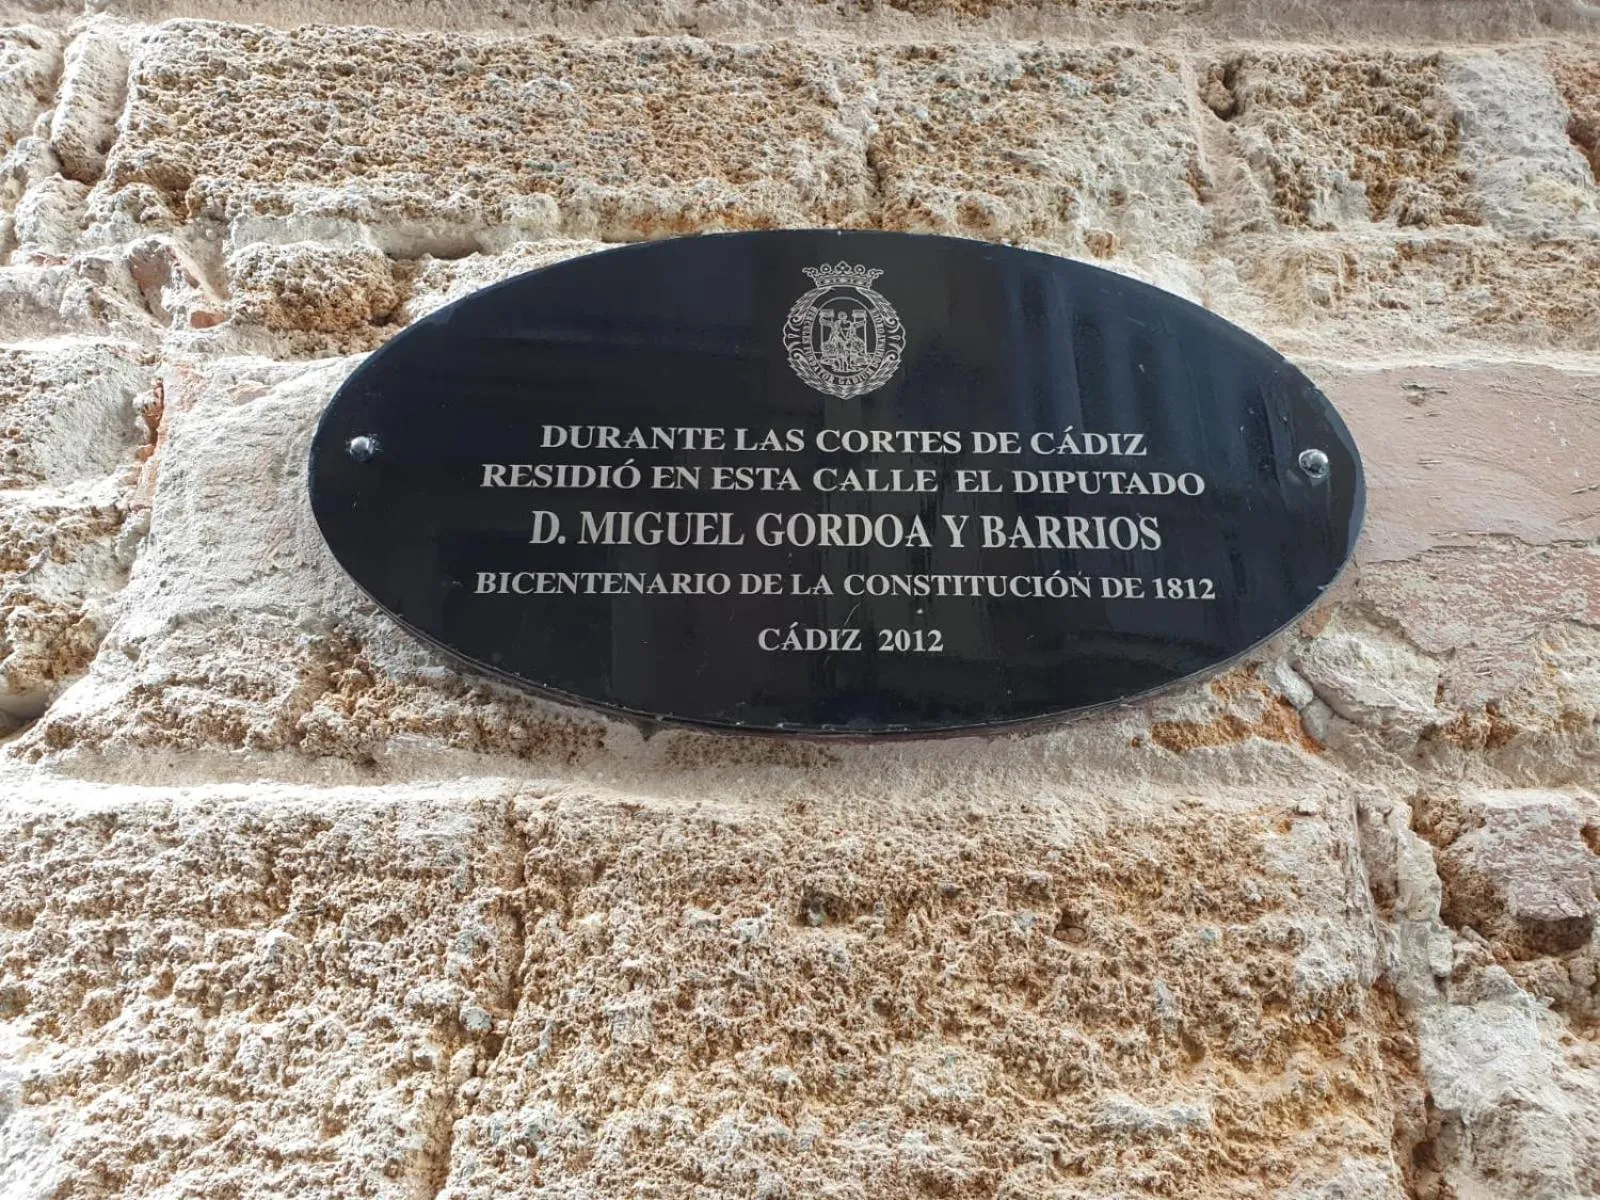 DURANTE LAS CORTES DE CÁDIZ
RESIDIÓ EN ESTA CALLE EL DIPUTADO
D. MIGUEL GORDOA Y BARRIOS
BICENTENARIO DE LA CONSTITUCIÓN DE 1812
CÁDIZ 2012